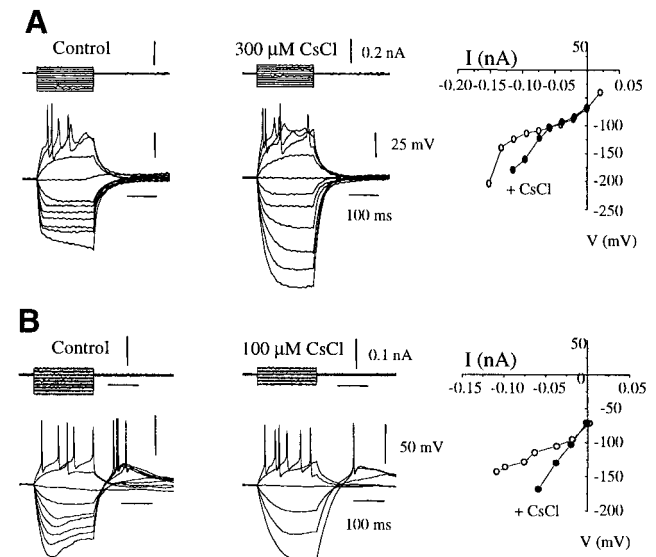 A
Control
300 µM CsCl
0.2 nA
25 mV
100 ms
I (nA)
50
-0.20
-0.15
-0.10
-0.05
0.05
-100
-150
-200
-250
+ CsCl
V (mV)
B
Control
100 µM CsCl
0.1 nA
50 mV
100 ms
I (nA)
50
-0.15
-0.10
-0.05
0
0.05
-50
-100
-150
-200
+ CsCl
V (mV)